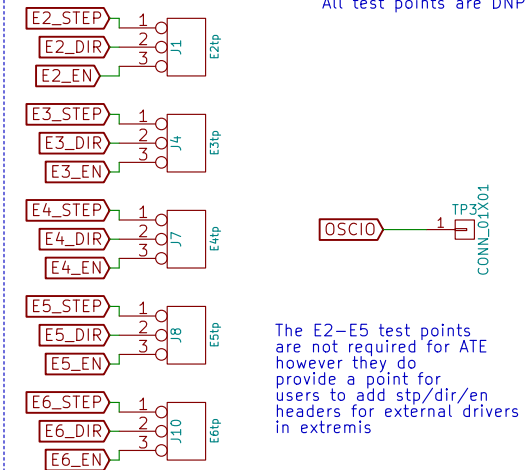 All test points are DNP
E2_STEP 1
E2_DIR 2
E2_EN 3
J1
E2tp
E3_STEP 1
E3_DIR 2
E3_EN 3
J4
E3tp
E4_STEP 1
E4_DIR 2
E4_EN 3
J7
E4tp
E5_STEP 1
E5_DIR 2
E5_EN 3
J8
E5tp
E6_STEP 1
E6_DIR 2
E6_EN 3
J10
E6tp
OSCIO 1
TP3
CONN_01X01
The E2-E5 test points
are not required for ATE
however they do
provide a point for
users to add stp/dir/en
headers for external drivers
in extremis